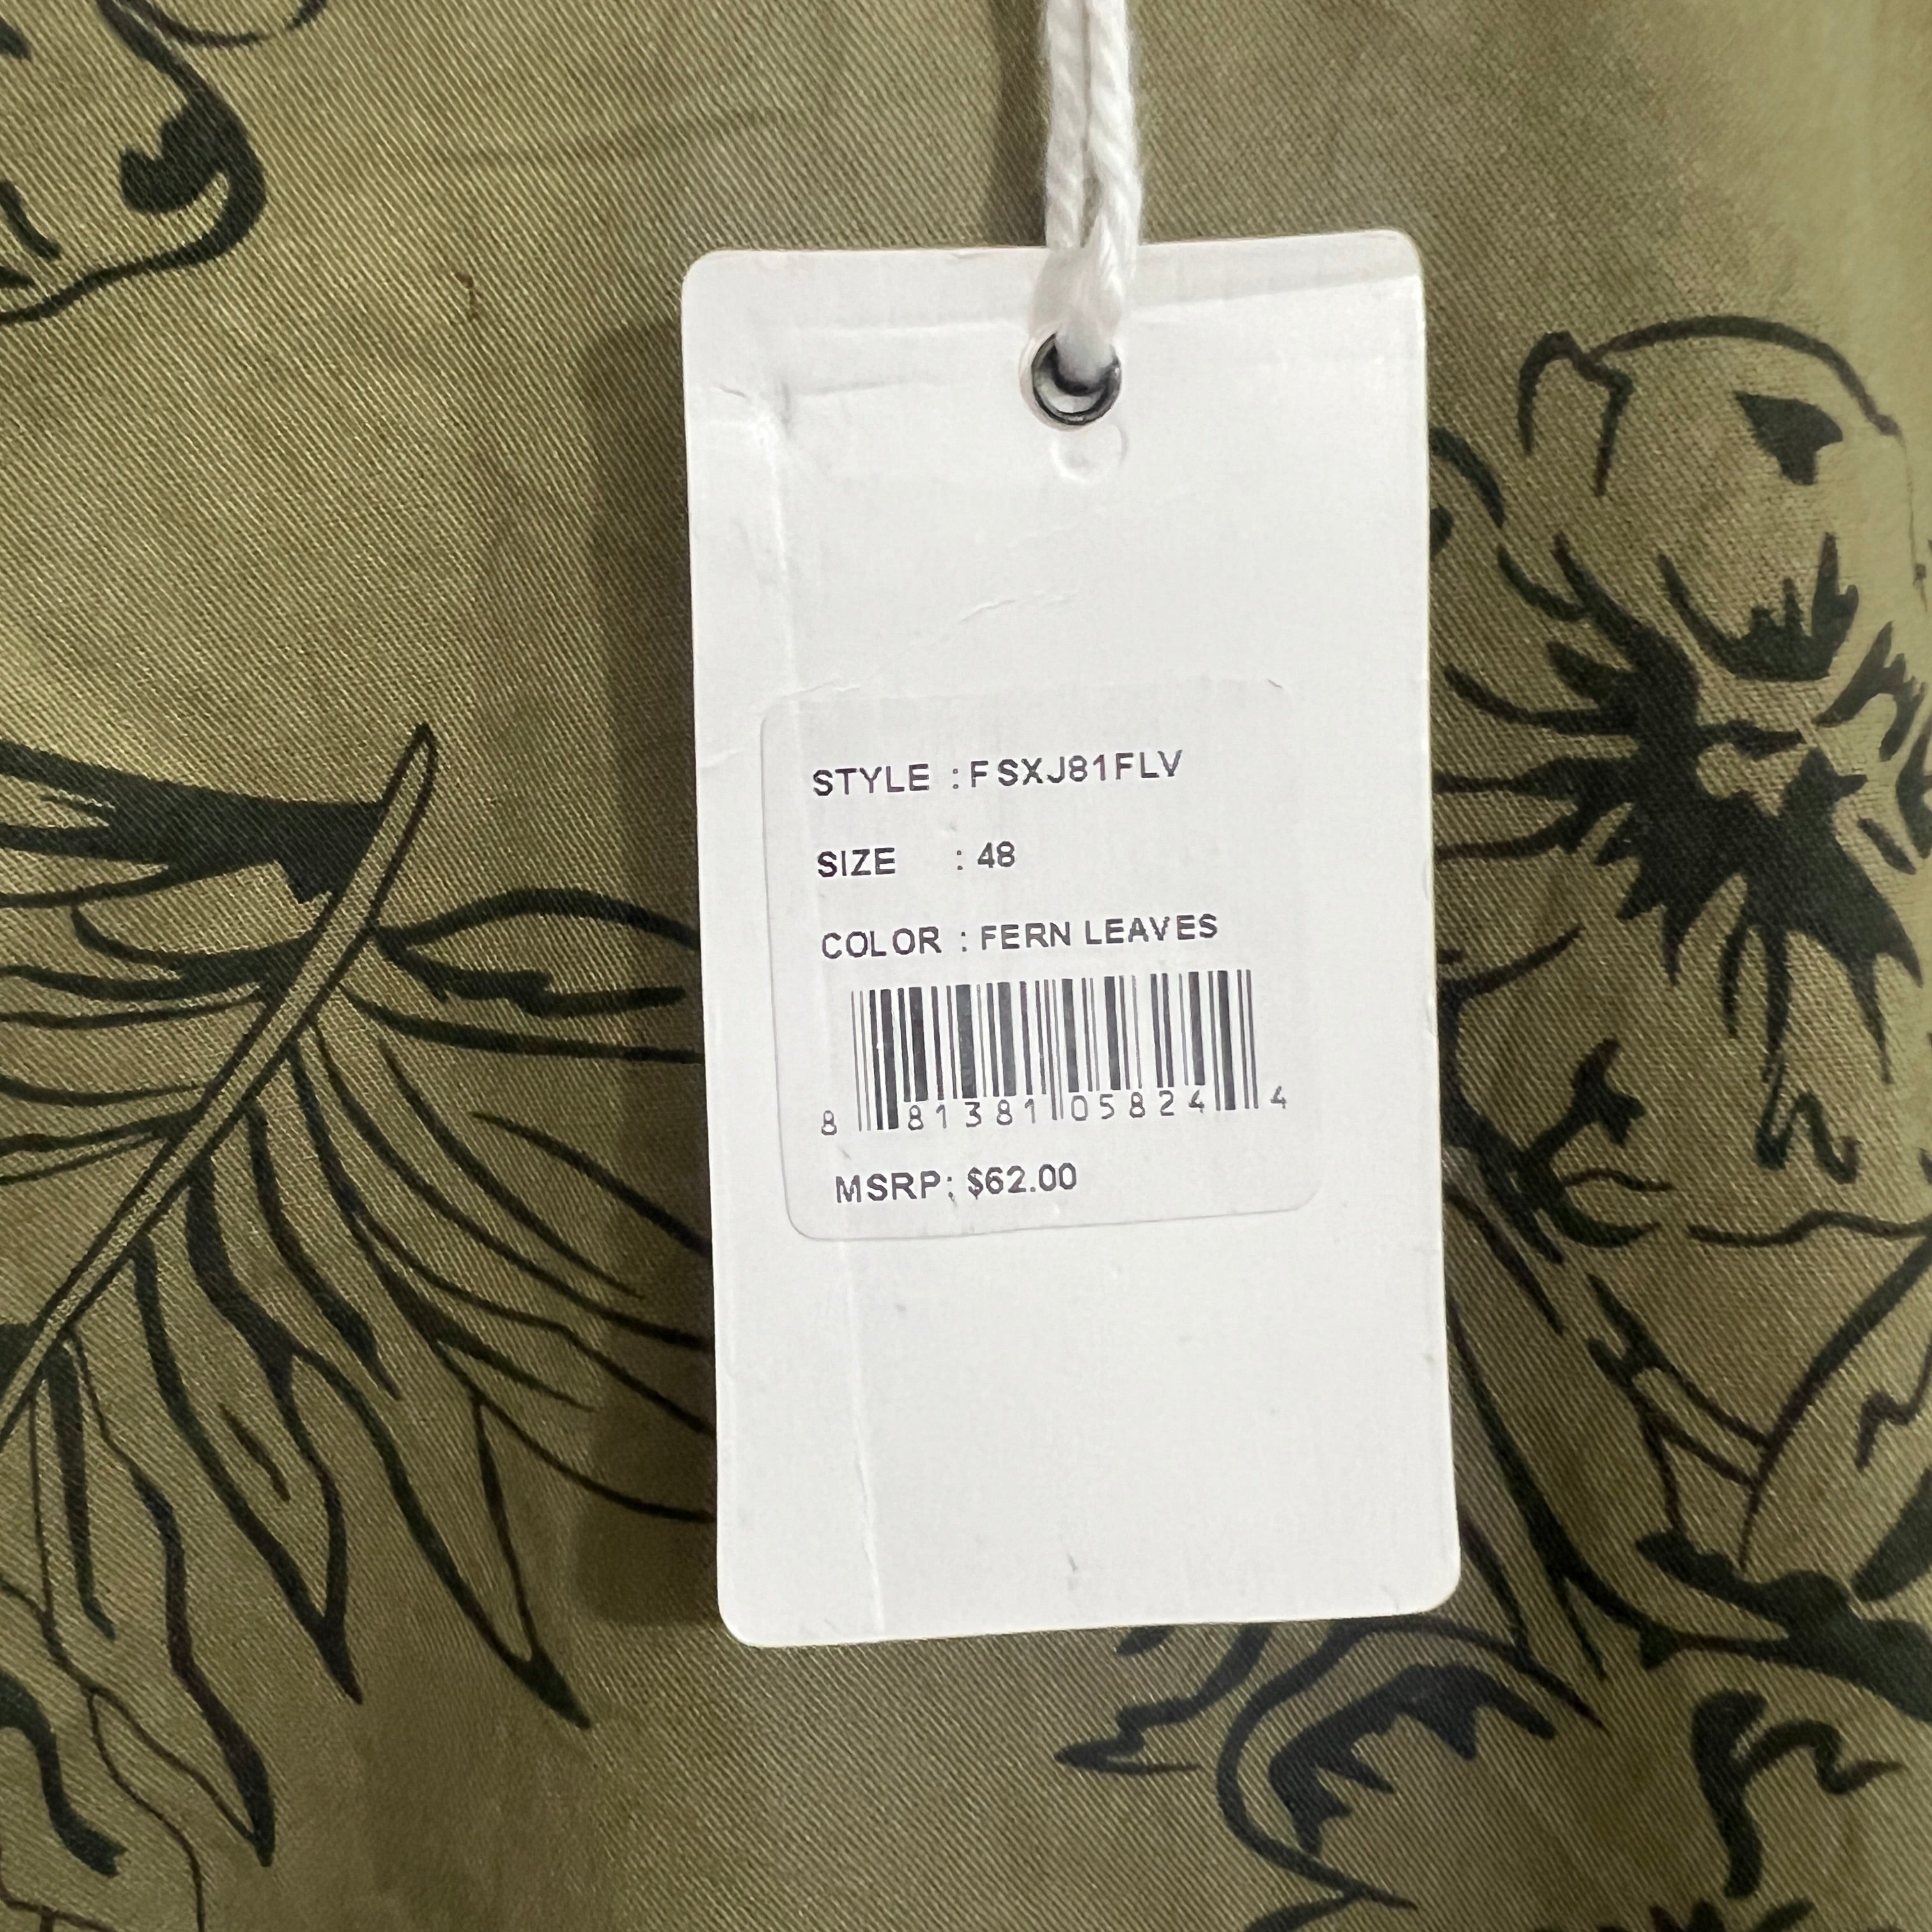 STYLE : FSXJ81FLV
SIZE : 48
COLOR : FERN LEAVES
8 81381 05824 4
MSRP: $62.00